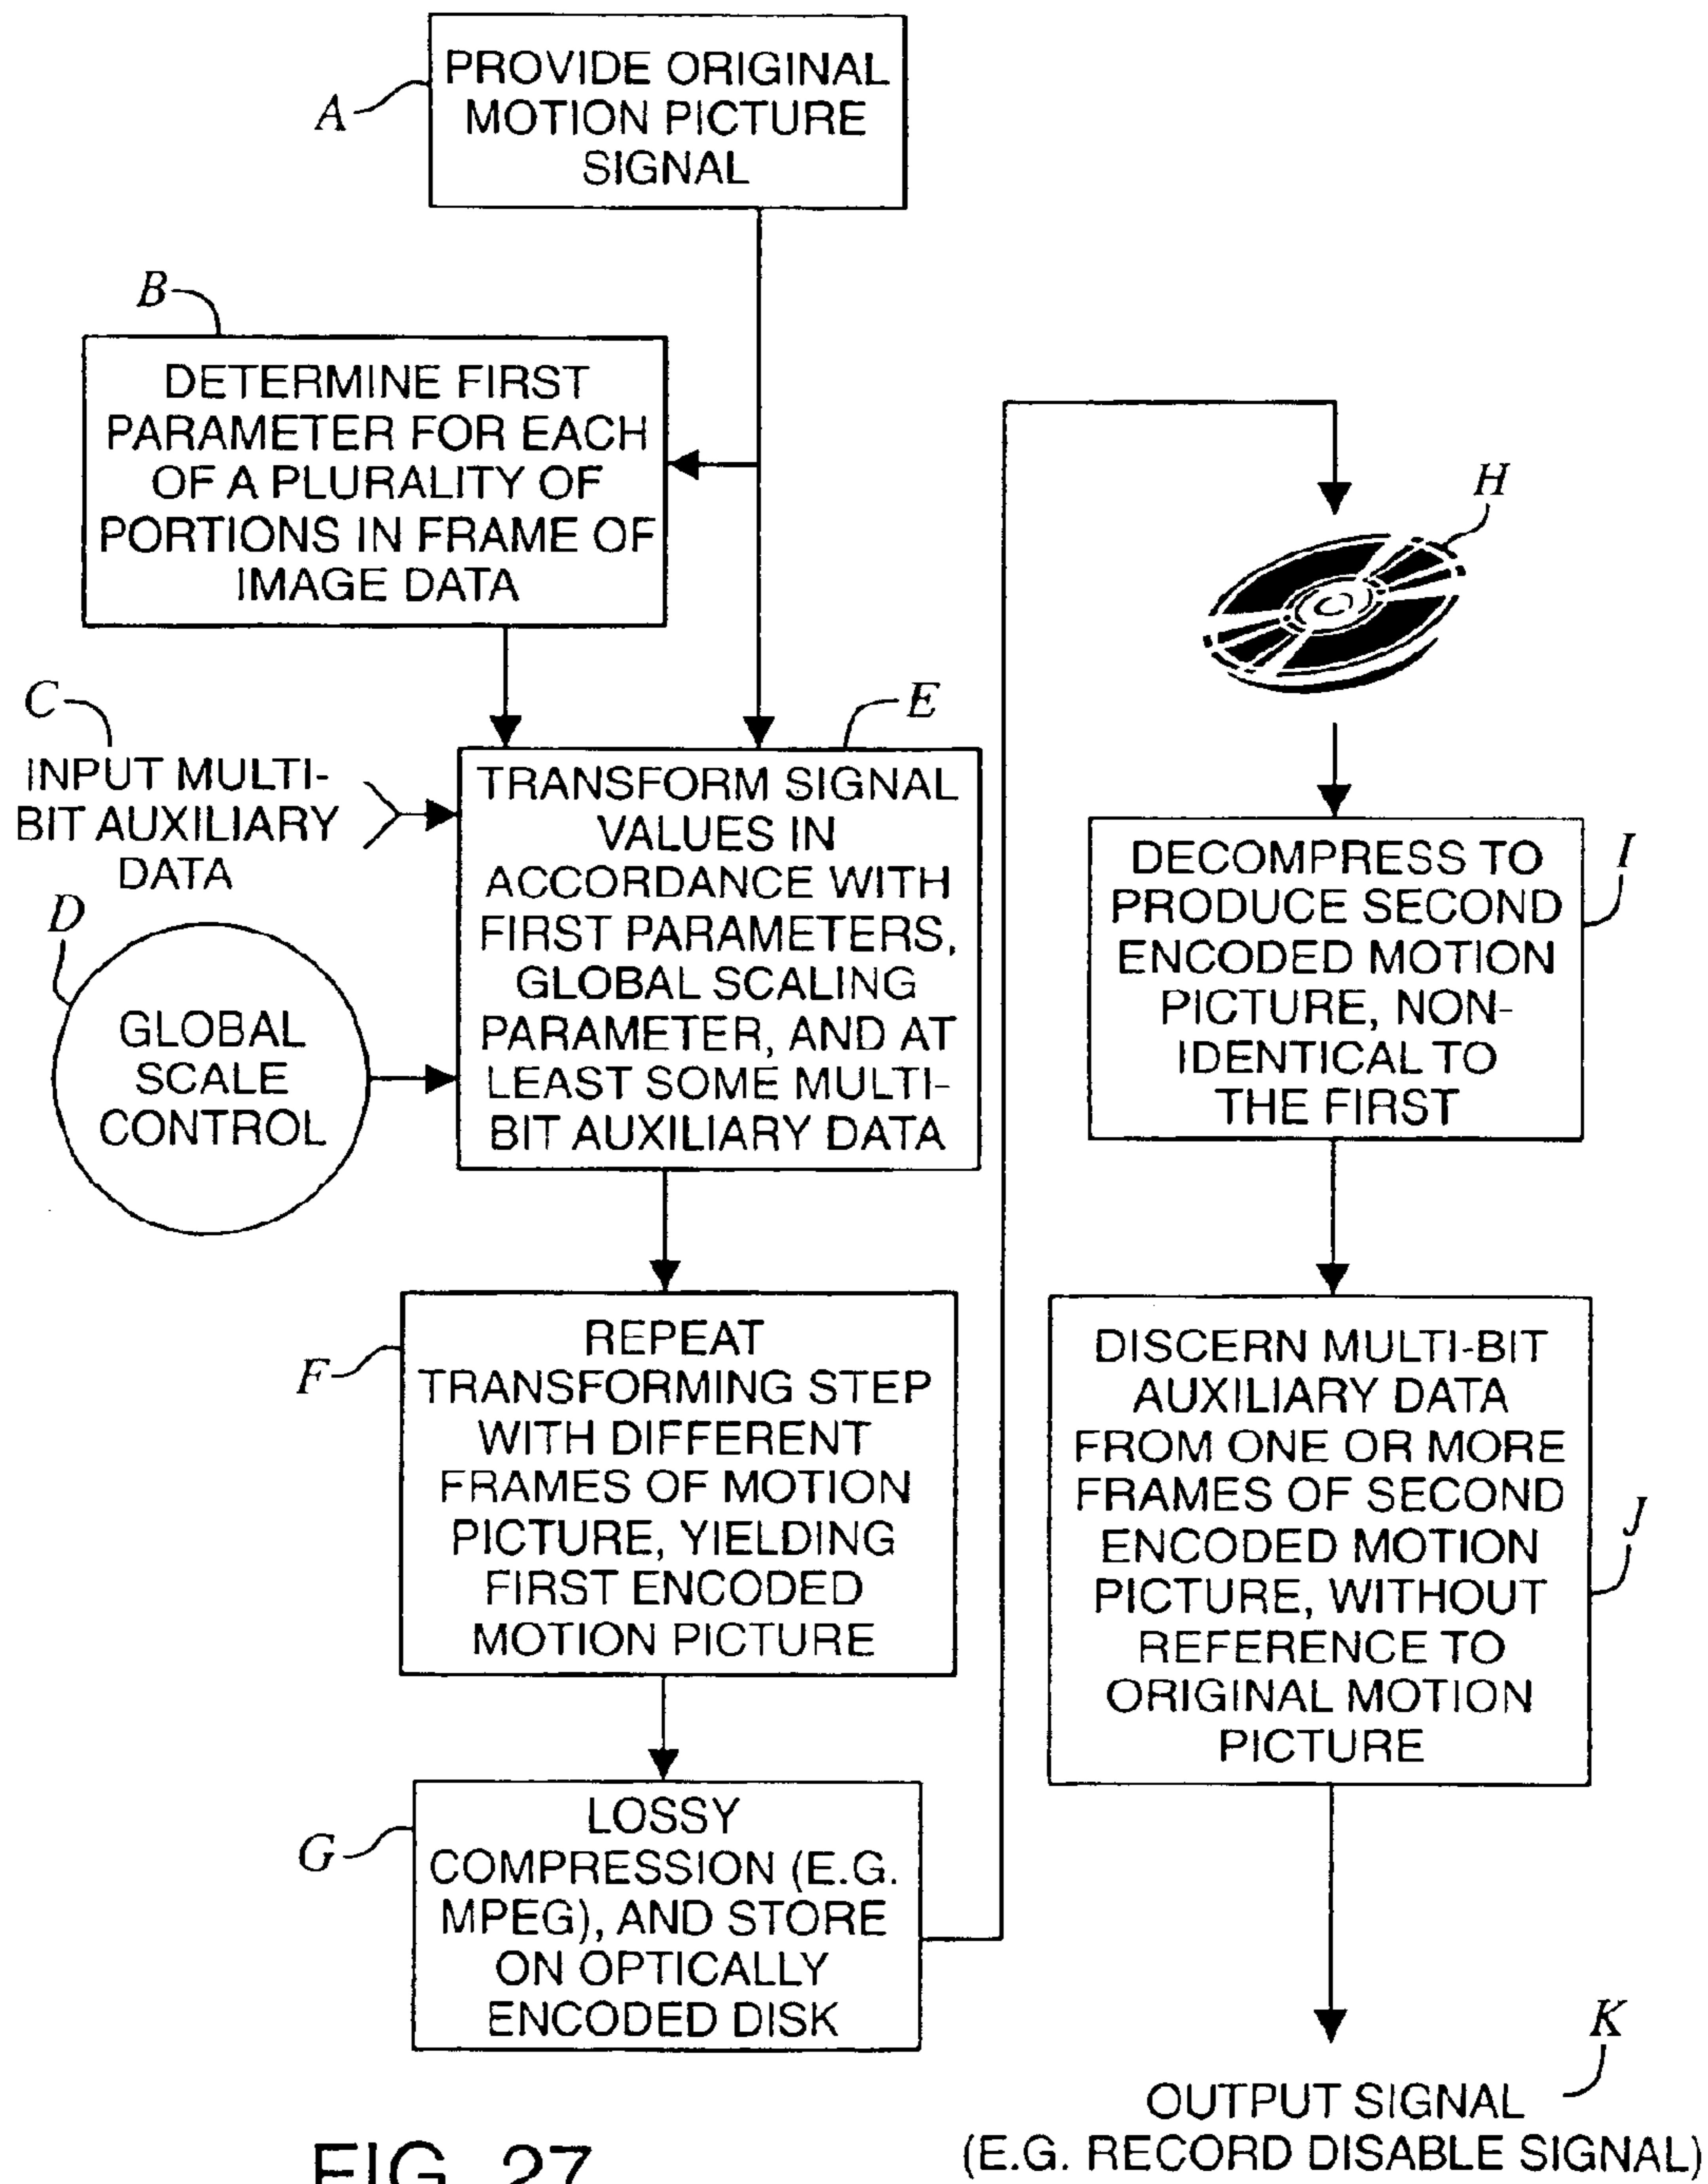 A
PROVIDE ORIGINAL
MOTION PICTURE
SIGNAL
B
DETERMINE FIRST
PARAMETER FOR EACH
OF A PLURALITY OF
PORTIONS IN FRAME OF
IMAGE DATA
C
INPUT MULTI-
BIT AUXILIARY
DATA
D
GLOBAL
SCALE
CONTROL
E
TRANSFORM SIGNAL
VALUES IN
ACCORDANCE WITH
FIRST PARAMETERS,
GLOBAL SCALING
PARAMETER, AND AT
LEAST SOME MULTI-
BIT AUXILIARY DATA
F
REPEAT
TRANSFORMING STEP
WITH DIFFERENT
FRAMES OF MOTION
PICTURE, YIELDING
FIRST ENCODED
MOTION PICTURE
G
LOSSY
COMPRESSION (E.G.
MPEG), AND STORE
ON OPTICALLY
ENCODED DISK
H
I
DECOMPRESS TO
PRODUCE SECOND
ENCODED MOTION
PICTURE, NON-
IDENTICAL TO
THE FIRST
J
DISCERN MULTI-BIT
AUXILIARY DATA
FROM ONE OR MORE
FRAMES OF SECOND
ENCODED MOTION
PICTURE, WITHOUT
REFERENCE TO
ORIGINAL MOTION
PICTURE
K
OUTPUT SIGNAL
(E.G. RECORD DISABLE SIGNAL)
FIG. 27